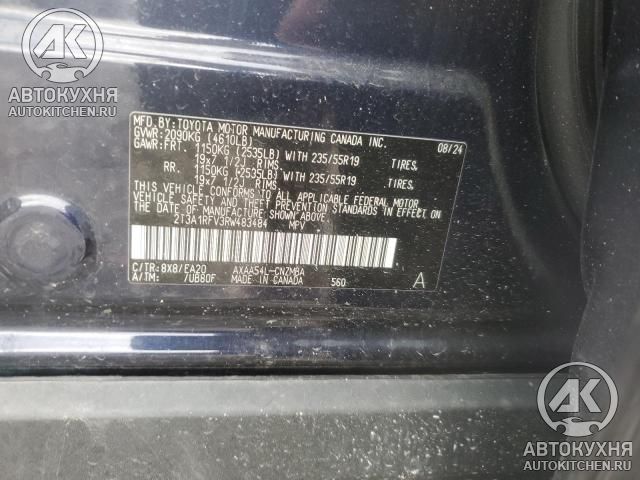 АВТОКУХНЯ
AUTOKITCHEN.RU
MFD.BY:TOYOTA MOTOR MANUFACTURING CANADA INC. 08/24
GVWR:2090KG (4610LB)
GAWR:FRT 1150KG (2535LB) WITH 235/55R19 TIRES,
19x7 1/2J RIMS
RR. 1150KG (2535LB) WITH 235/55R19 TIRES,
19x7 1/2J RIMS
THIS VEHICLE CONFORMS TO ALL APPLICABLE FEDERAL MOTOR
VEHICLE SAFETY AND THEFT PREVENTION STANDARDS IN EFFECT
ON THE DATE OF MANUFACTURE SHOWN ABOVE.
2T3A1RFV3RW483484 MPV
C/TR:8X8/EA20 AXAA54L-CNZMBA A
A/TM: /UB80F MADE IN CANADA 560
АК
АВТОКУХНЯ
AUTOKITCHEN.RU